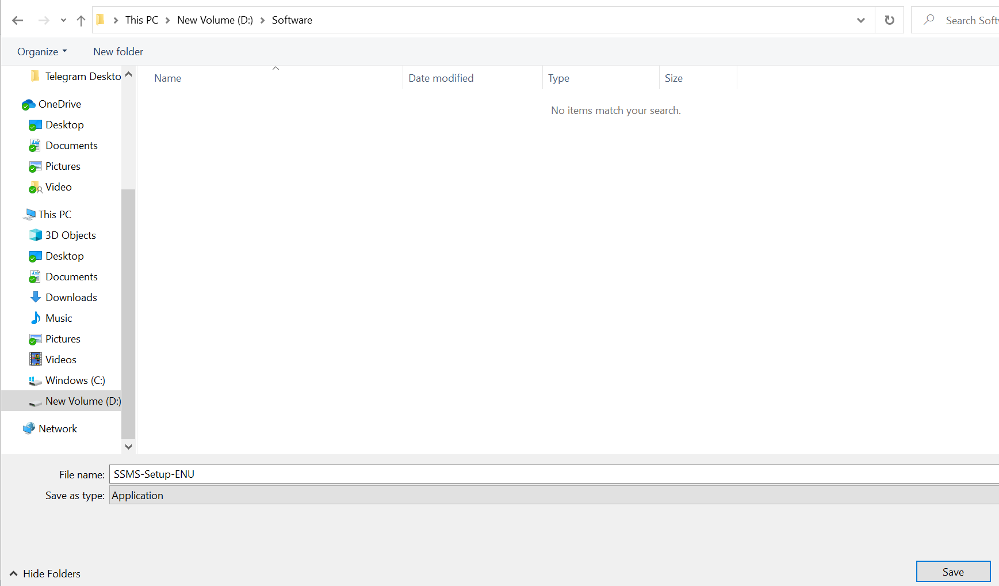 This PC > New Volume (D:) > Software
Search Soft
Organize
New folder
Telegram Deskto
OneDrive
Desktop
Documents
Pictures
Video
This PC
3D Objects
Desktop
Documents
Downloads
Music
Pictures
Videos
Windows (C:)
New Volume (D:)
Network
Name
Date modified
Type
Size
No items match your search.
File name: SSMS-Setup-ENU
Save as type: Application
Hide Folders
Save